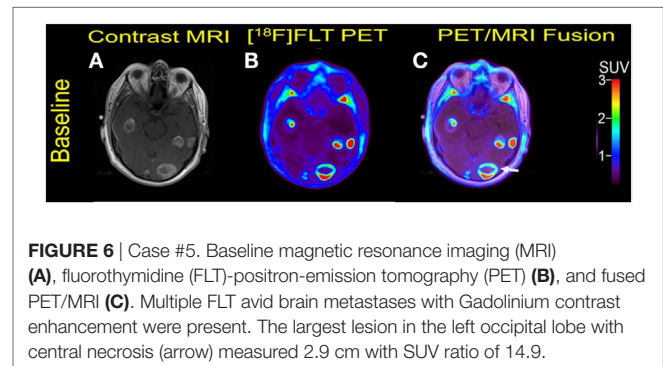 Contrast MRI [¹⁸F]FLT PET PET/MRI Fusion
A B C SUV
Baseline
3
2
1
FIGURE 6 | Case #5. Baseline magnetic resonance imaging (MRI)
(A), fluorothymidine (FLT)-positron-emission tomography (PET) (B), and fused
PET/MRI (C). Multiple FLT avid brain metastases with Gadolinium contrast
enhancement were present. The largest lesion in the left occipital lobe with
central necrosis (arrow) measured 2.9 cm with SUV ratio of 14.9.